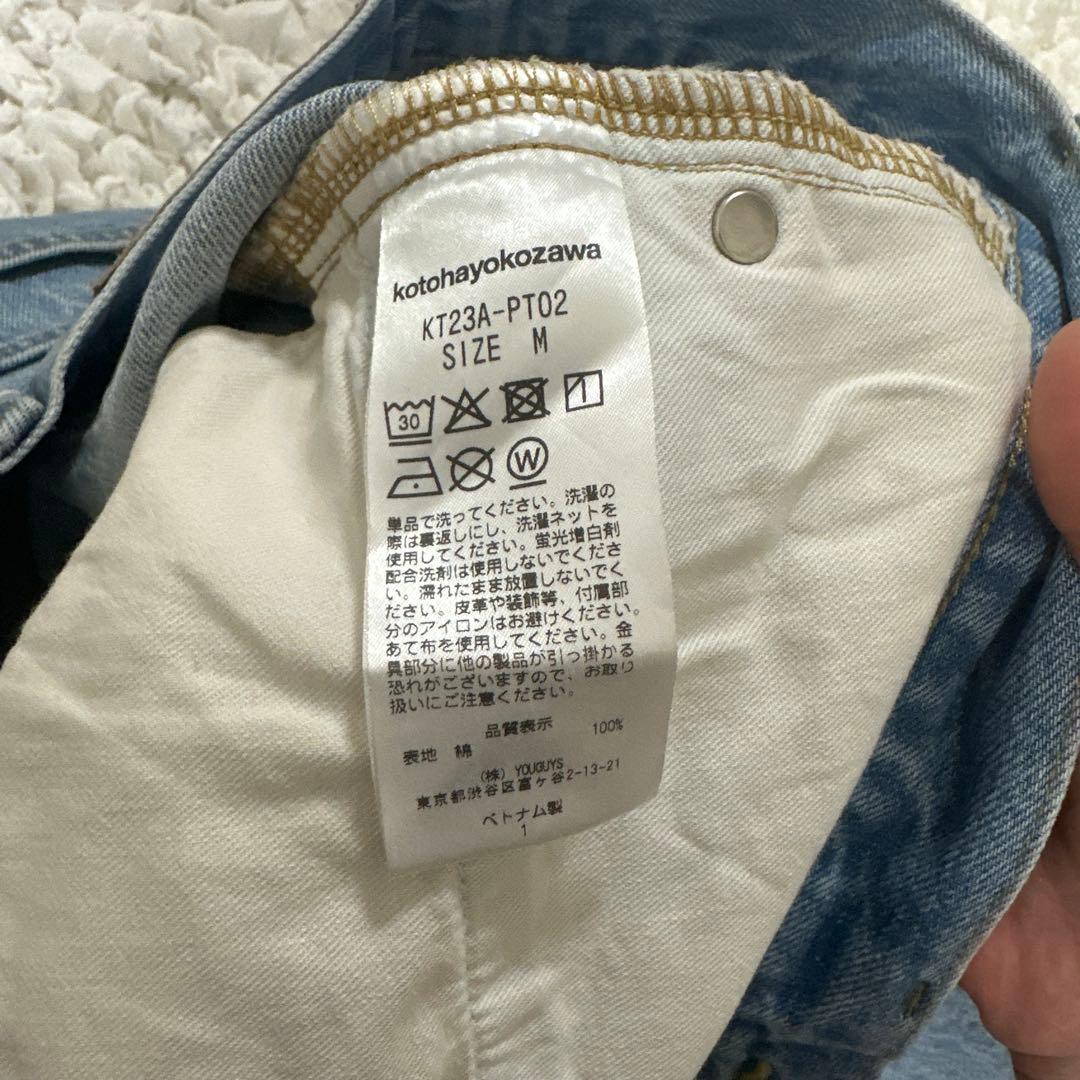 kotohayokozawa
KT23A-PT02
SIZE M
30
W
単品で洗ってください。洗濯の
際は裏返しにし、洗濯ネットを
使用してください。蛍光増白剤
配合洗剤は使用しないでくださ
い。濡れたまま放置しないでく
ださい。皮革や装飾等、付属部
分のアイロンはお避けください。
あて布を使用してください。金
具部分に他の製品が引っ掛かる
恐れがございますので、お取り
扱いにご注意ください。
品質表示
表地 綿 100%
(株) YOUGUYS
東京都渋谷区富ヶ谷2-13-21
ベトナム製
1